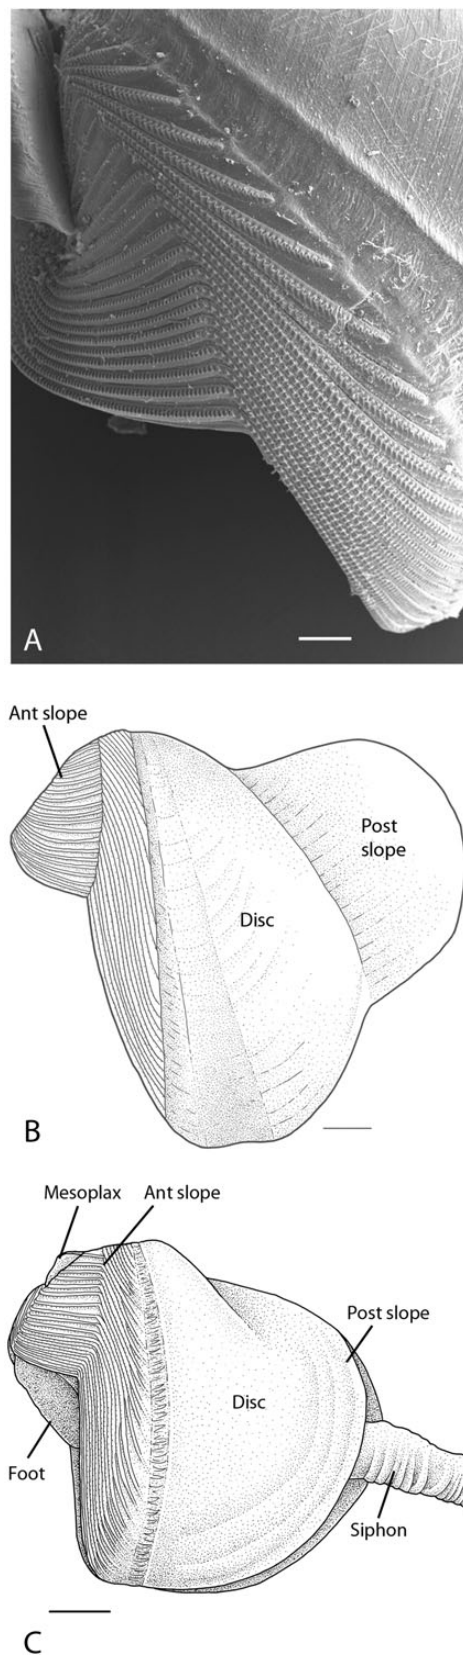 A
Ant slope
Post
slope
Disc
B
Mesoplax
Ant slope
Post slope
Disc
Foot
Siphon
C